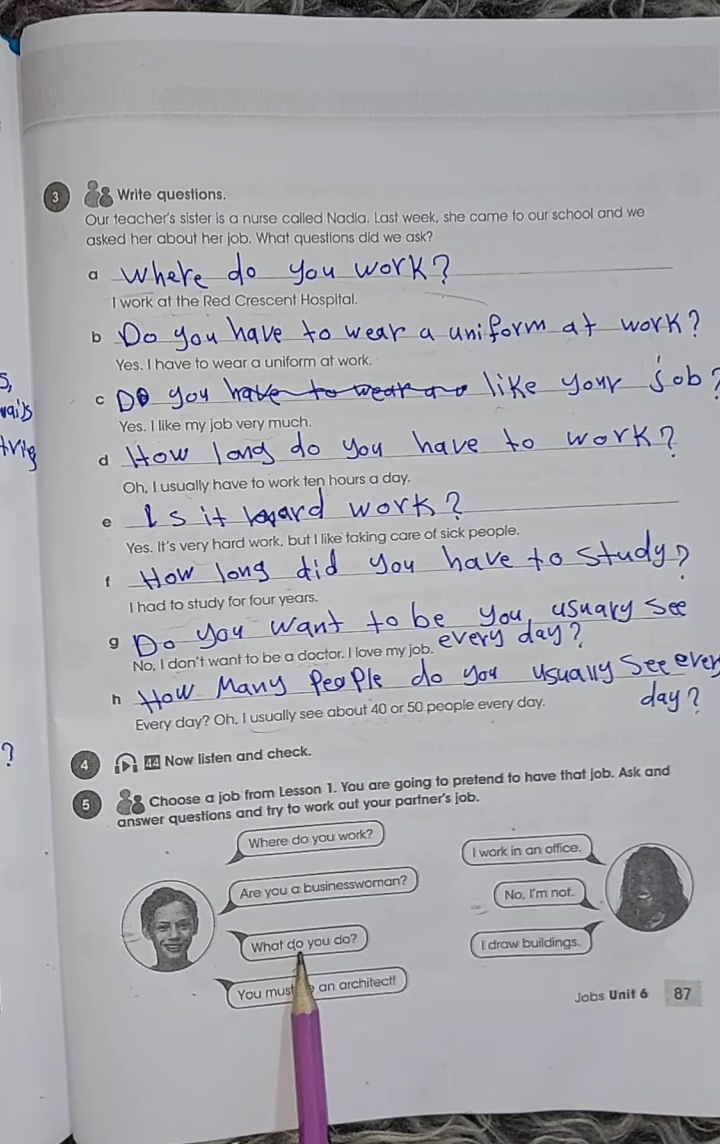 3 Write questions.
Our teacher's sister is a nurse called Nadia. Last week, she came to our school and we
asked her about her job. What questions did we ask?
a Where do you work?
I work at the Red Crescent Hospital.
b Do you have to wear a uniform at work?
Yes. I have to wear a uniform at work.
c Do you have to wear a like your job?
Yes. I like my job very much.
d How long do you have to work?
Oh, I usually have to work ten hours a day.
e Is it hard work?
Yes. It's very hard work, but I like taking care of sick people.
f How long did you have to study?
I had to study for four years.
g Do you want to be you usuary see
every day?
No, I don't want to be a doctor. I love my job.
h How Many People do you usually See every
day?
Every day? Oh, I usually see about 40 or 50 people every day.
4 44 Now listen and check.
5 Choose a job from Lesson 1. You are going to pretend to have that job. Ask and
answer questions and try to work out your partner's job.
Where do you work?
I work in an office.
Are you a businesswoman?
No, I'm not.
What do you do?
I draw buildings.
You must an architect!
Jobs Unit 6 87